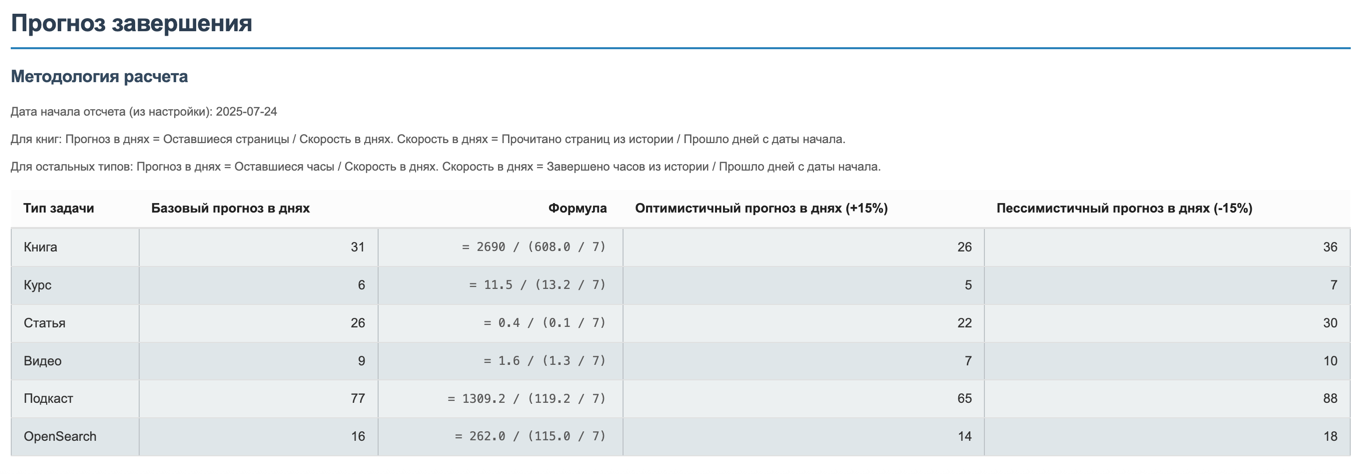 Прогноз завершения
Методология расчета
Дата начала отсчета (из настройки): 2025-07-24
Для книг: Прогноз в днях = Оставшиеся страницы / Скорость в днях. Скорость в днях = Прочитано страниц из истории / Прошло дней с даты начала.
Для остальных типов: Прогноз в днях = Оставшиеся часы / Скорость в днях. Скорость в днях = Завершено часов из истории / Прошло дней с даты начала.
Тип задачи Базовый прогноз в днях Формула Оптимистичный прогноз в днях (+15%) Пессимистичный прогноз в днях (-15%)
Книга 31 = 2690 / (608.0 / 7) 26 36
Курс 6 = 11.5 / (13.2 / 7) 5 7
Статья 26 = 0.4 / (0.1 / 7) 22 30
Видео 9 = 1.6 / (1.3 / 7) 7 10
Подкаст 77 = 1309.2 / (119.2 / 7) 65 88
OpenSearch 16 = 262.0 / (115.0 / 7) 14 18